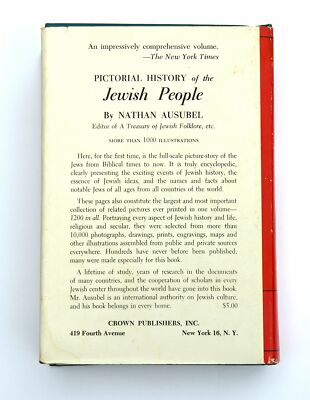 An impressively comprehensive volume.
—The New York Times
PICTORIAL HISTORY of the
Jewish People
By NATHAN AUSUBEL
Editor of A Treasury of Jewish Folklore, etc.
MORE THAN 1000 ILLUSTRATIONS
Here, for the first time, is the full-scale picture-story of the
Jews from Biblical times to now. It is truly encyclopedic,
clearly presenting the exciting events of Jewish history, the
essence of Jewish ideas, and the names and facts about
notable Jews of all ages from all countries of the world.
These pages also constitute the largest and most important
collection of related pictures ever printed in one volume—
1200 in all. Portraying every aspect of Jewish history and life,
religious and secular, they were selected from more than
10,000 photographs, drawings, prints, engravings, maps and
other illustrations assembled from public and private sources
everywhere. Hundreds have never before been published,
many were made especially for this book.
A lifetime of study, years of research in the documents
of many countries, and the cooperation of scholars in every
Jewish center throughout the world have gone into this book.
Mr. Ausubel is an international authority on Jewish culture,
and his book belongs in every home. $5.00
CROWN PUBLISHERS, INC.
419 Fourth Avenue New York 16, N. Y.